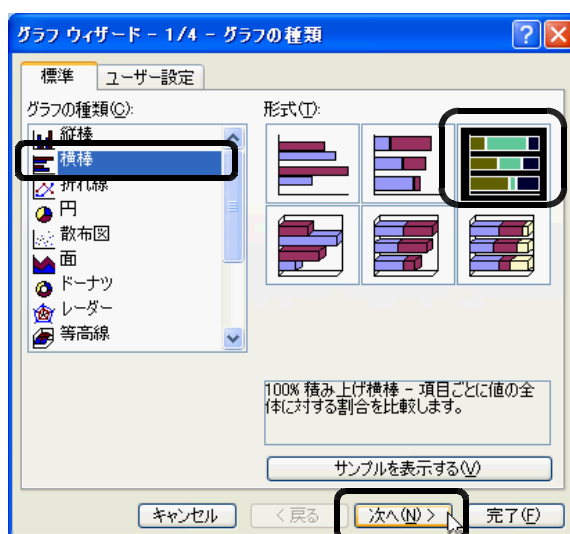 グラフ ウィザード - 1/4 - グラフの種類
標準 ユーザー設定
グラフの種類(C): 形式(T):
縦棒
横棒
折れ線
円
散布図
面
ドーナツ
レーダー
等高線
100% 積み上げ横棒 - 項目ごとに値の全
体に対する割合を比較します。
サンプルを表示する(V)
キャンセル < 戻る 次へ(N) > 完了(F)